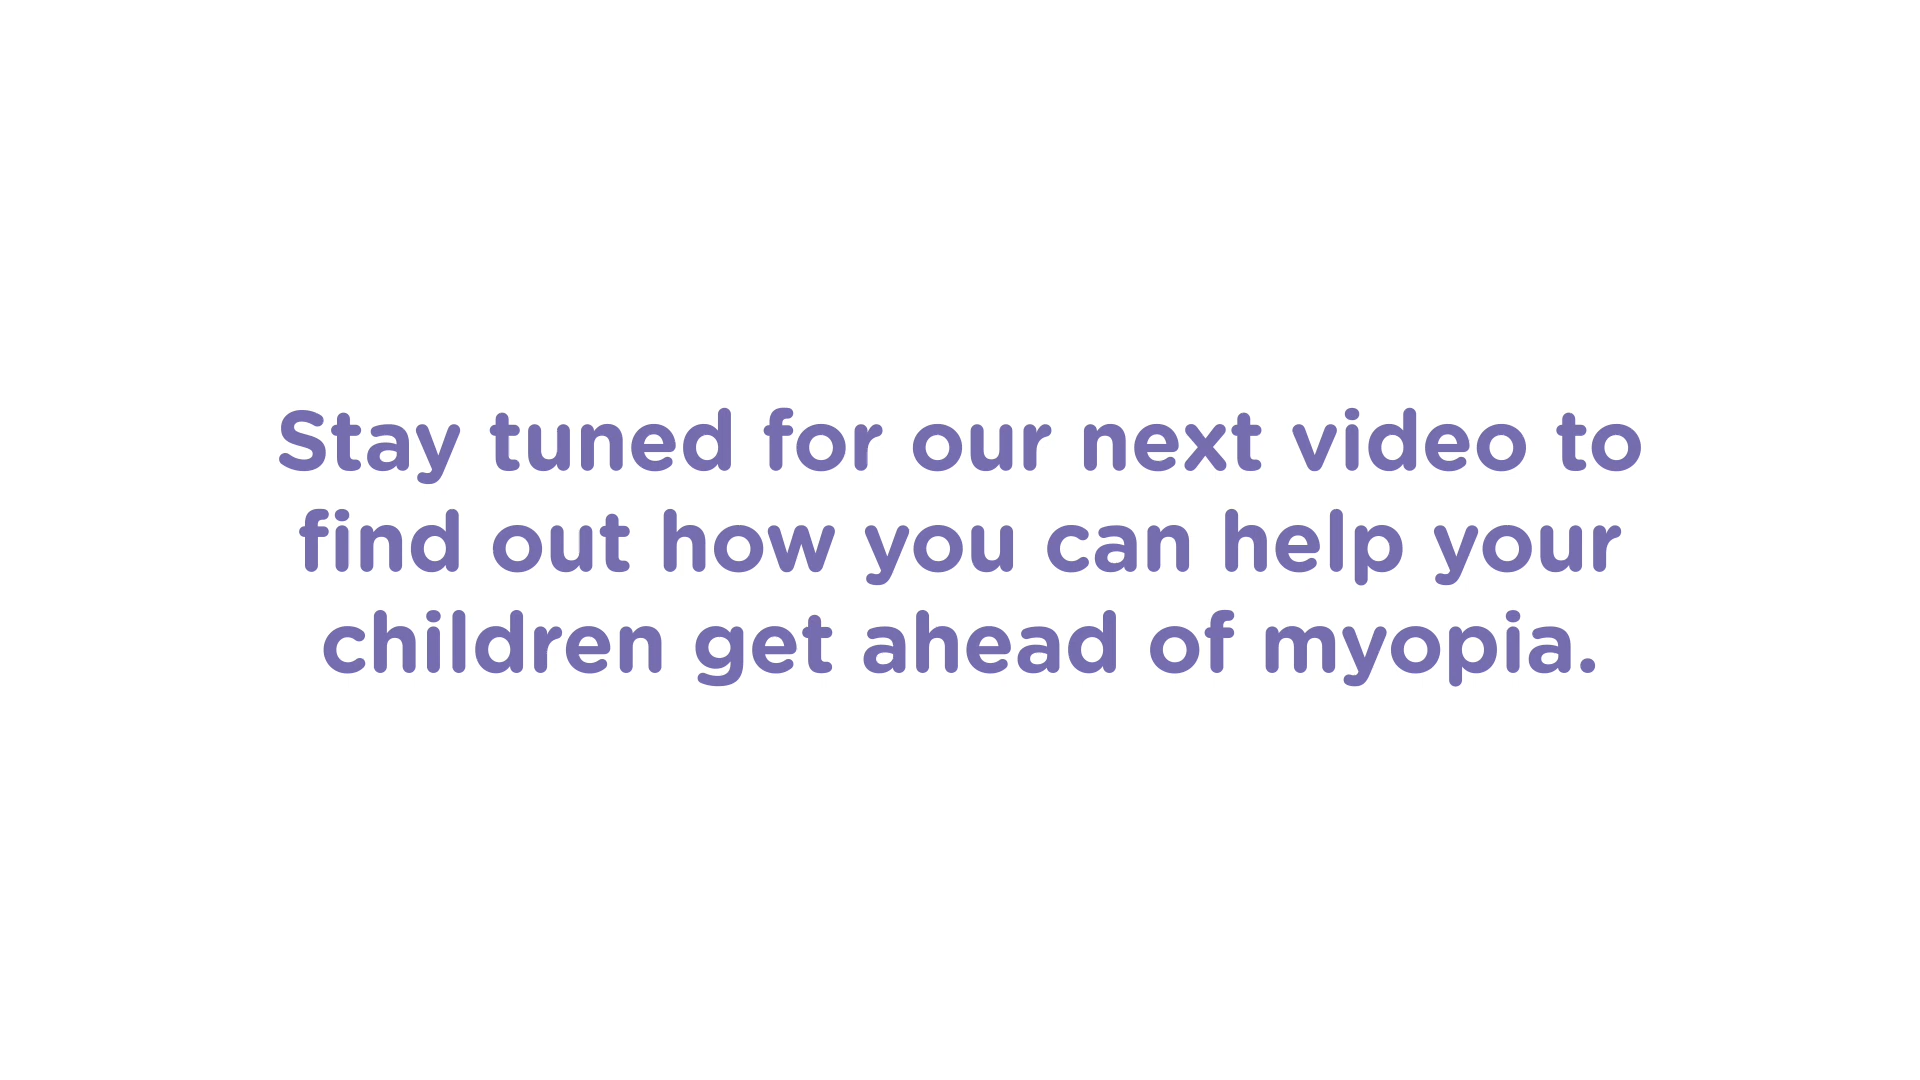 Stay tuned for our next video to
find out how you can help your
children get ahead of myopia.